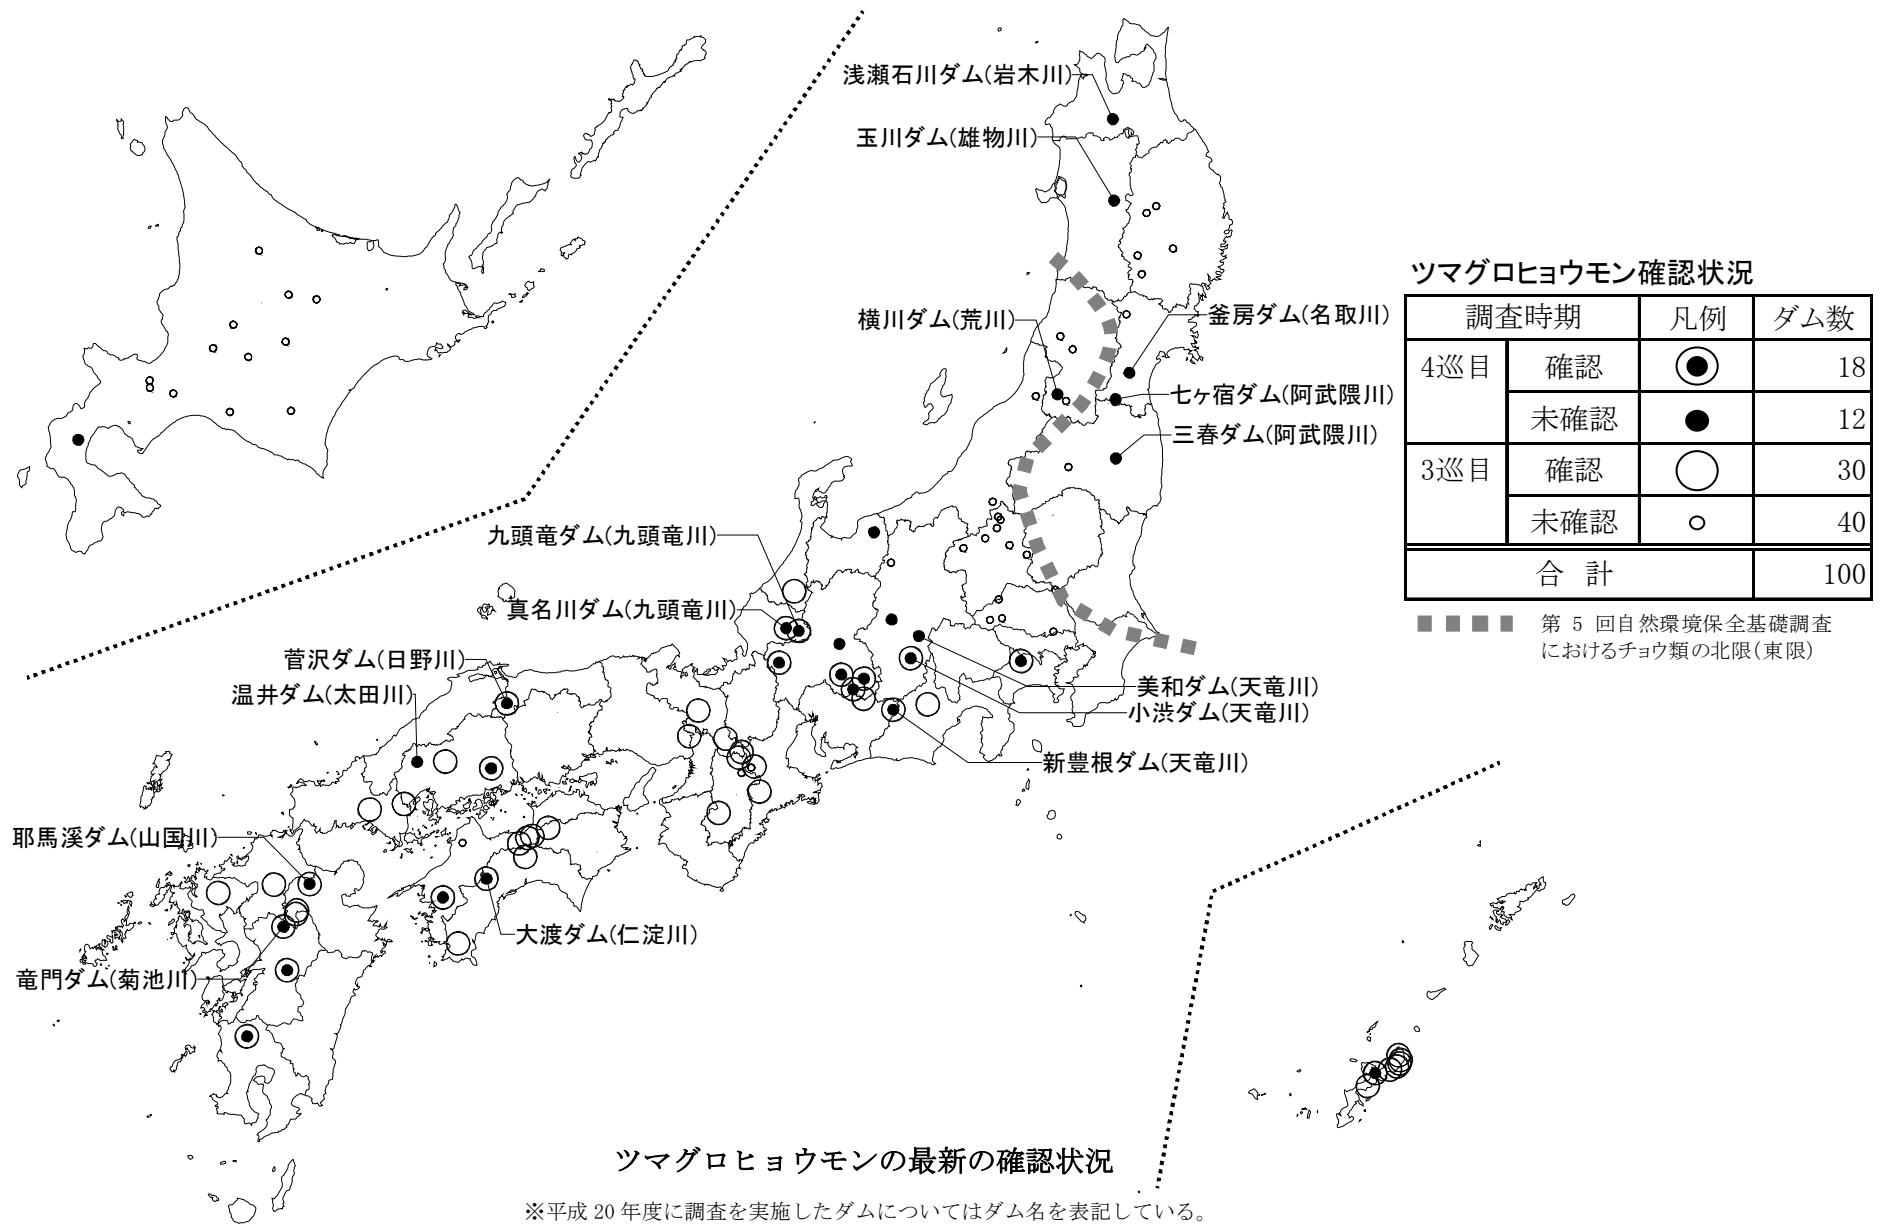 浅瀬石川ダム(岩木川)
玉川ダム(雄物川)
横川ダム(荒川)
釜房ダム(名取川)
七ヶ宿ダム(阿武隈川)
三春ダム(阿武隈川)
九頭竜ダム(九頭竜川)
真名川ダム(九頭竜川)
菅沢ダム(日野川)
温井ダム(太田川)
美和ダム(天竜川)
小渋ダム(天竜川)
新豊根ダム(天竜川)
耶馬溪ダム(山国川)
大渡ダム(仁淀川)
竜門ダム(菊池川)
ツマグロヒョウモン確認状況
調査時期 凡例 ダム数
4巡目 確認 18
未確認 12
3巡目 確認 30
未確認 40
合 計 100
第 5 回自然環境保全基礎調査
におけるチョウ類の北限(東限)
ツマグロヒョウモンの最新の確認状況
※平成 20 年度に調査を実施したダムについてはダム名を表記している。